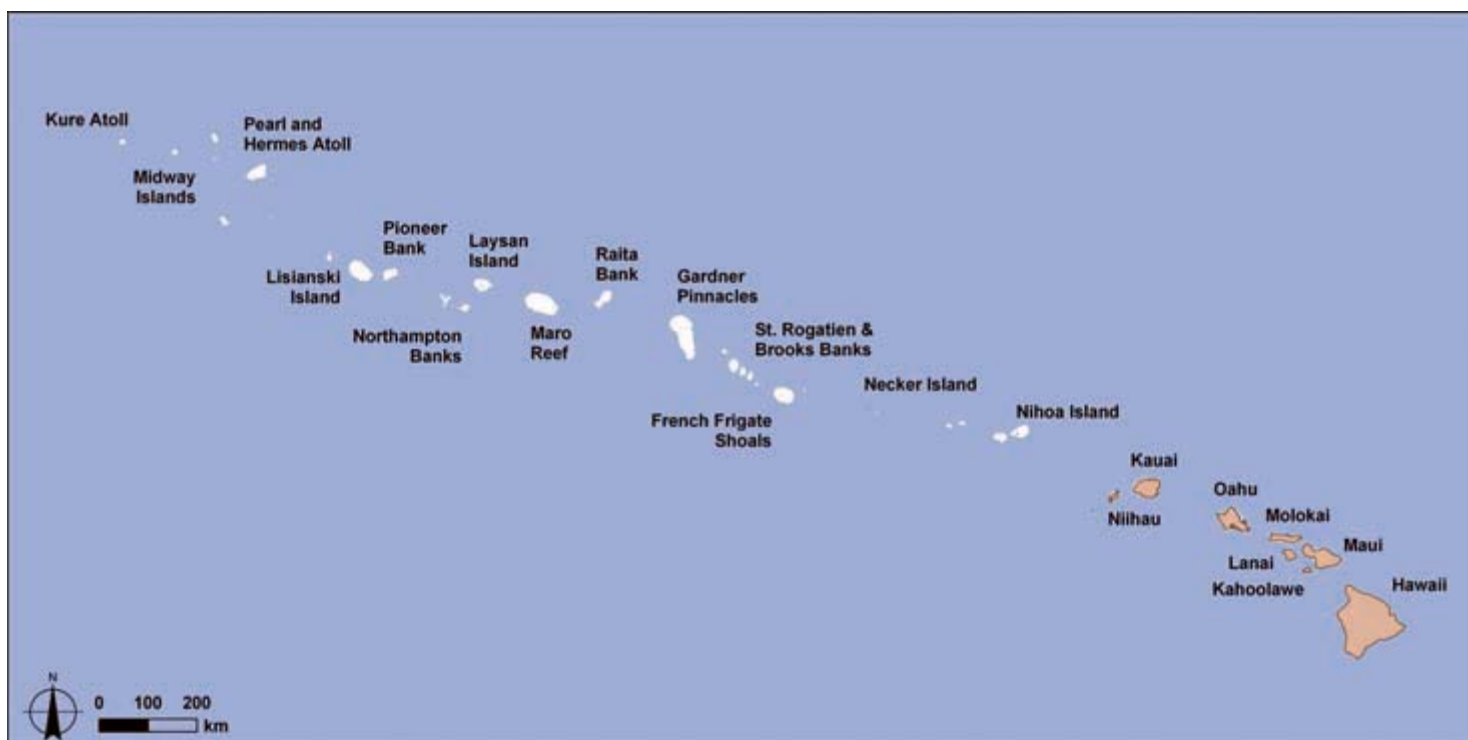 Kure Atoll
Pearl and
Hermes Atoll
Midway
Islands
Pioneer
Bank
Laysan
Island
Raita
Bank
Lisianski
Island
Gardner
Pinnacles
Northampton
Banks
Maro
Reef
St. Rogatien &
Brooks Banks
Necker Island
French Frigate
Shoals
Nihoa Island
Kauai
Niihau
Oahu
Molokai
Maui
Lanai
Kahoolawe
Hawaii
N
0 100 200
km